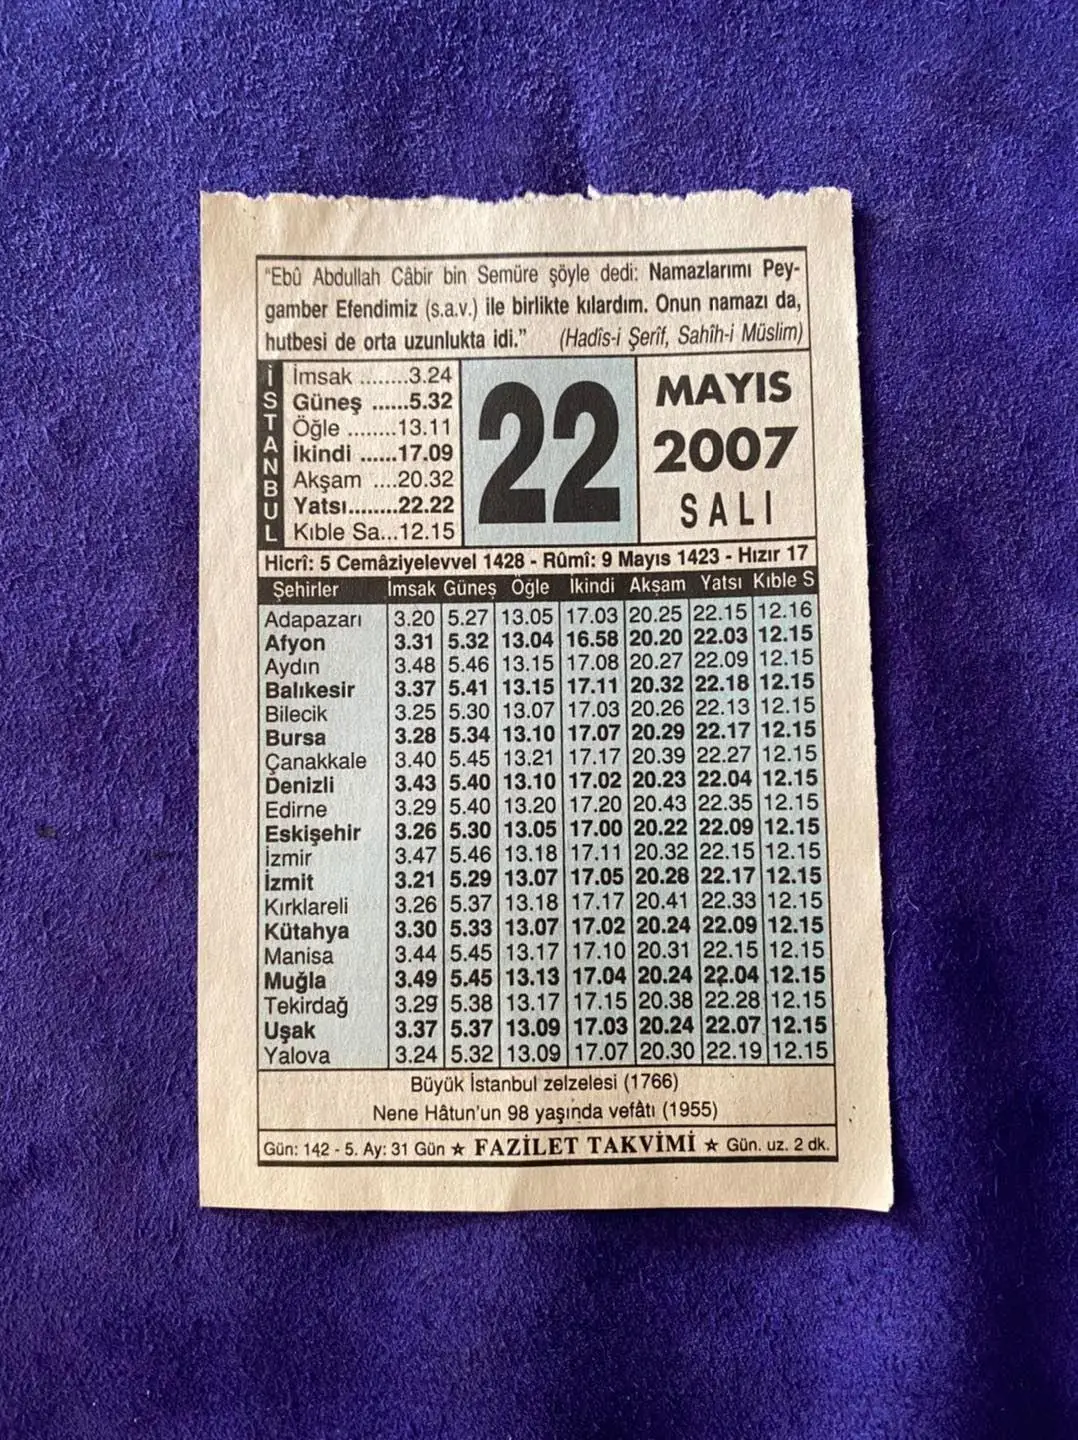 "Ebû Abdullah Câbir bin Semüre şöyle dedi: Namazlarımı Pey-
gamber Efendimiz (s.a.v.) ile birlikte kılardım. Onun namazı da,
hutbesi de orta uzunlukta idi." (Hadîs-i Şerîf, Sahîh-i Müslim)
İSTANBUL
İmsak ........3.24
Güneş ......5.32
Öğle ........13.11
İkindi ......17.09
Akşam ....20.32
Yatsı........22.22
Kıble Sa...12.15
22
MAYIS
2007
SALI
Hicrî: 5 Cemâziyelevvel 1428 - Rûmî: 9 Mayıs 1423 - Hızır 17
Şehirler İmsak Güneş Öğle İkindi Akşam Yatsı Kıble S
Adapazarı 3.20 5.27 13.05 17.03 20.25 22.15 12.16
Afyon 3.31 5.32 13.04 16.58 20.20 22.03 12.15
Aydın 3.48 5.46 13.15 17.08 20.27 22.09 12.15
Balıkesir 3.37 5.41 13.15 17.11 20.32 22.18 12.15
Bilecik 3.25 5.30 13.07 17.03 20.26 22.13 12.15
Bursa 3.28 5.34 13.10 17.07 20.29 22.17 12.15
Çanakkale 3.40 5.45 13.21 17.17 20.39 22.27 12.15
Denizli 3.43 5.40 13.10 17.02 20.23 22.04 12.15
Edirne 3.29 5.40 13.20 17.20 20.43 22.35 12.15
Eskişehir 3.26 5.30 13.05 17.00 20.22 22.09 12.15
İzmir 3.47 5.46 13.18 17.11 20.32 22.15 12.15
İzmit 3.21 5.29 13.07 17.05 20.28 22.17 12.15
Kırklareli 3.26 5.37 13.18 17.17 20.41 22.33 12.15
Kütahya 3.30 5.33 13.07 17.02 20.24 22.09 12.15
Manisa 3.44 5.45 13.17 17.10 20.31 22.15 12.15
Muğla 3.49 5.45 13.13 17.04 20.24 22.04 12.15
Tekirdağ 3.29 5.38 13.17 17.15 20.38 22.28 12.15
Uşak 3.37 5.37 13.09 17.03 20.24 22.07 12.15
Yalova 3.24 5.32 13.09 17.07 20.30 22.19 12.15
Büyük İstanbul zelzelesi (1766)
Nene Hâtun'un 98 yaşında vefâtı (1955)
Gün: 142 - 5. Ay: 31 Gün ★ FAZİLET TAKVİMİ ★ Gün. uz. 2 dk.